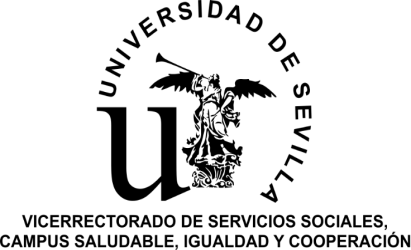 UNIVERSIDAD DE SEVILLA
u
VICERRECTORADO DE SERVICIOS SOCIALES,
CAMPUS SALUDABLE, IGUALDAD Y COOPERACIÓN